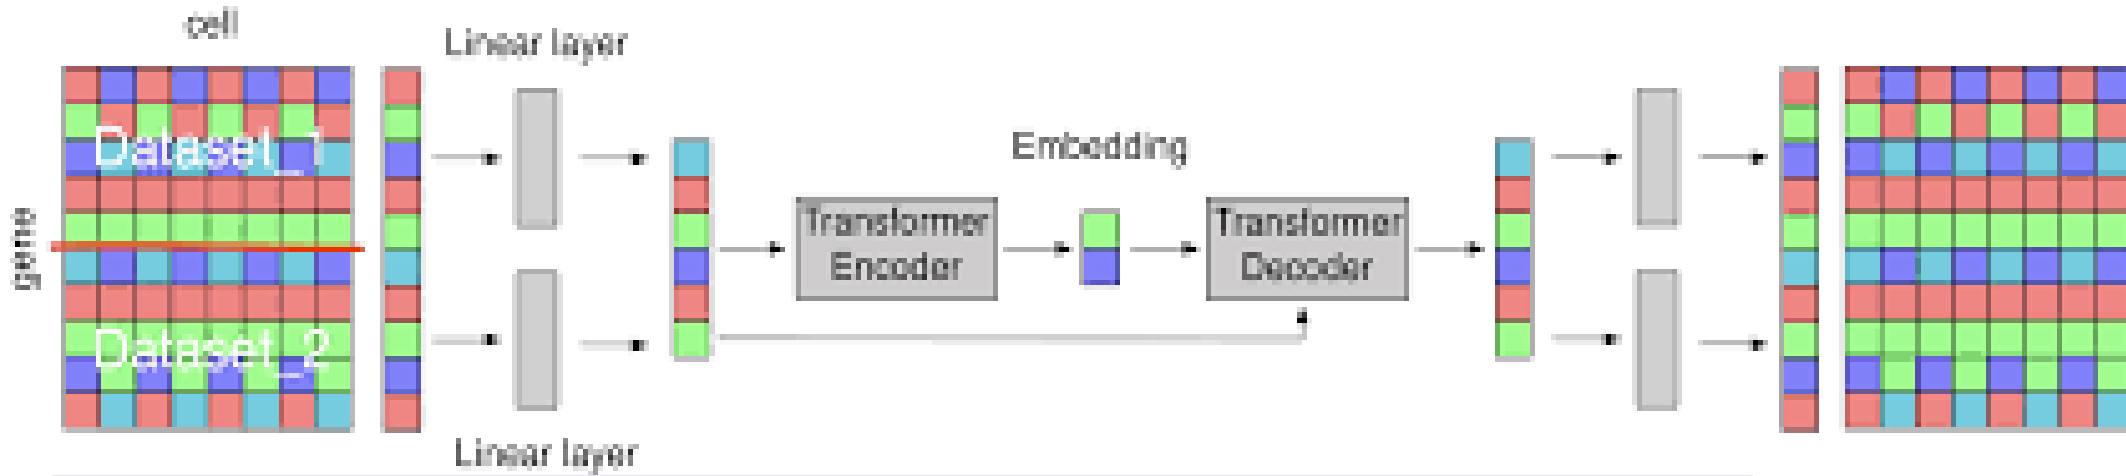 cell
Linear layer
gene
Dataset_1
Dataset_2
Linear layer
Transformer
Encoder
Embedding
Transformer
Decoder